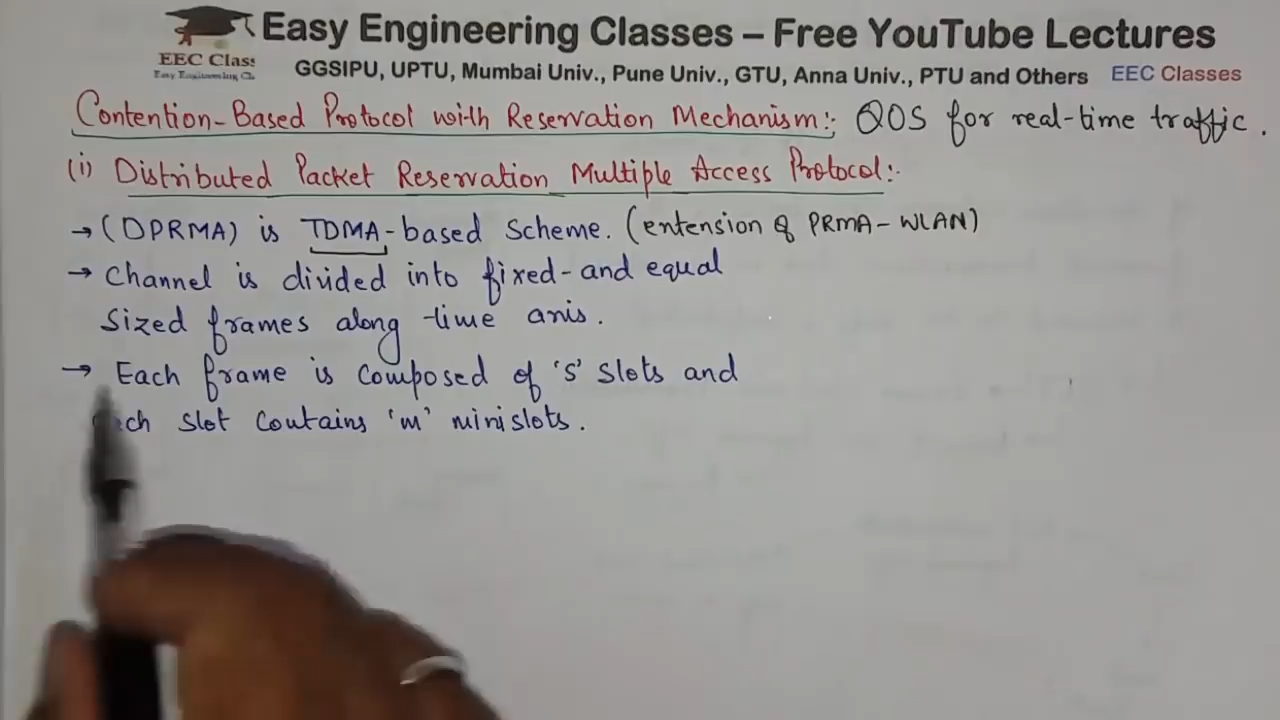 Easy Engineering Classes – Free YouTube Lectures
EEC Class
GGSIPU, UPTU, Mumbai Univ., Pune Univ., GTU, Anna Univ., PTU and Others EEC Classes
Contention-Based Protocol with Reservation Mechanism:- QOS for real-time traffic.
(i) Distributed Packet Reservation Multiple Access Protocol:-
→ (DPRMA) is TDMA-based Scheme. (extension of PRMA-WLAN)
→ Channel is divided into fixed-and equal
Sized frames along time axis.
→ Each frame is composed of 's' slots and
slot contains 'm' minislots.